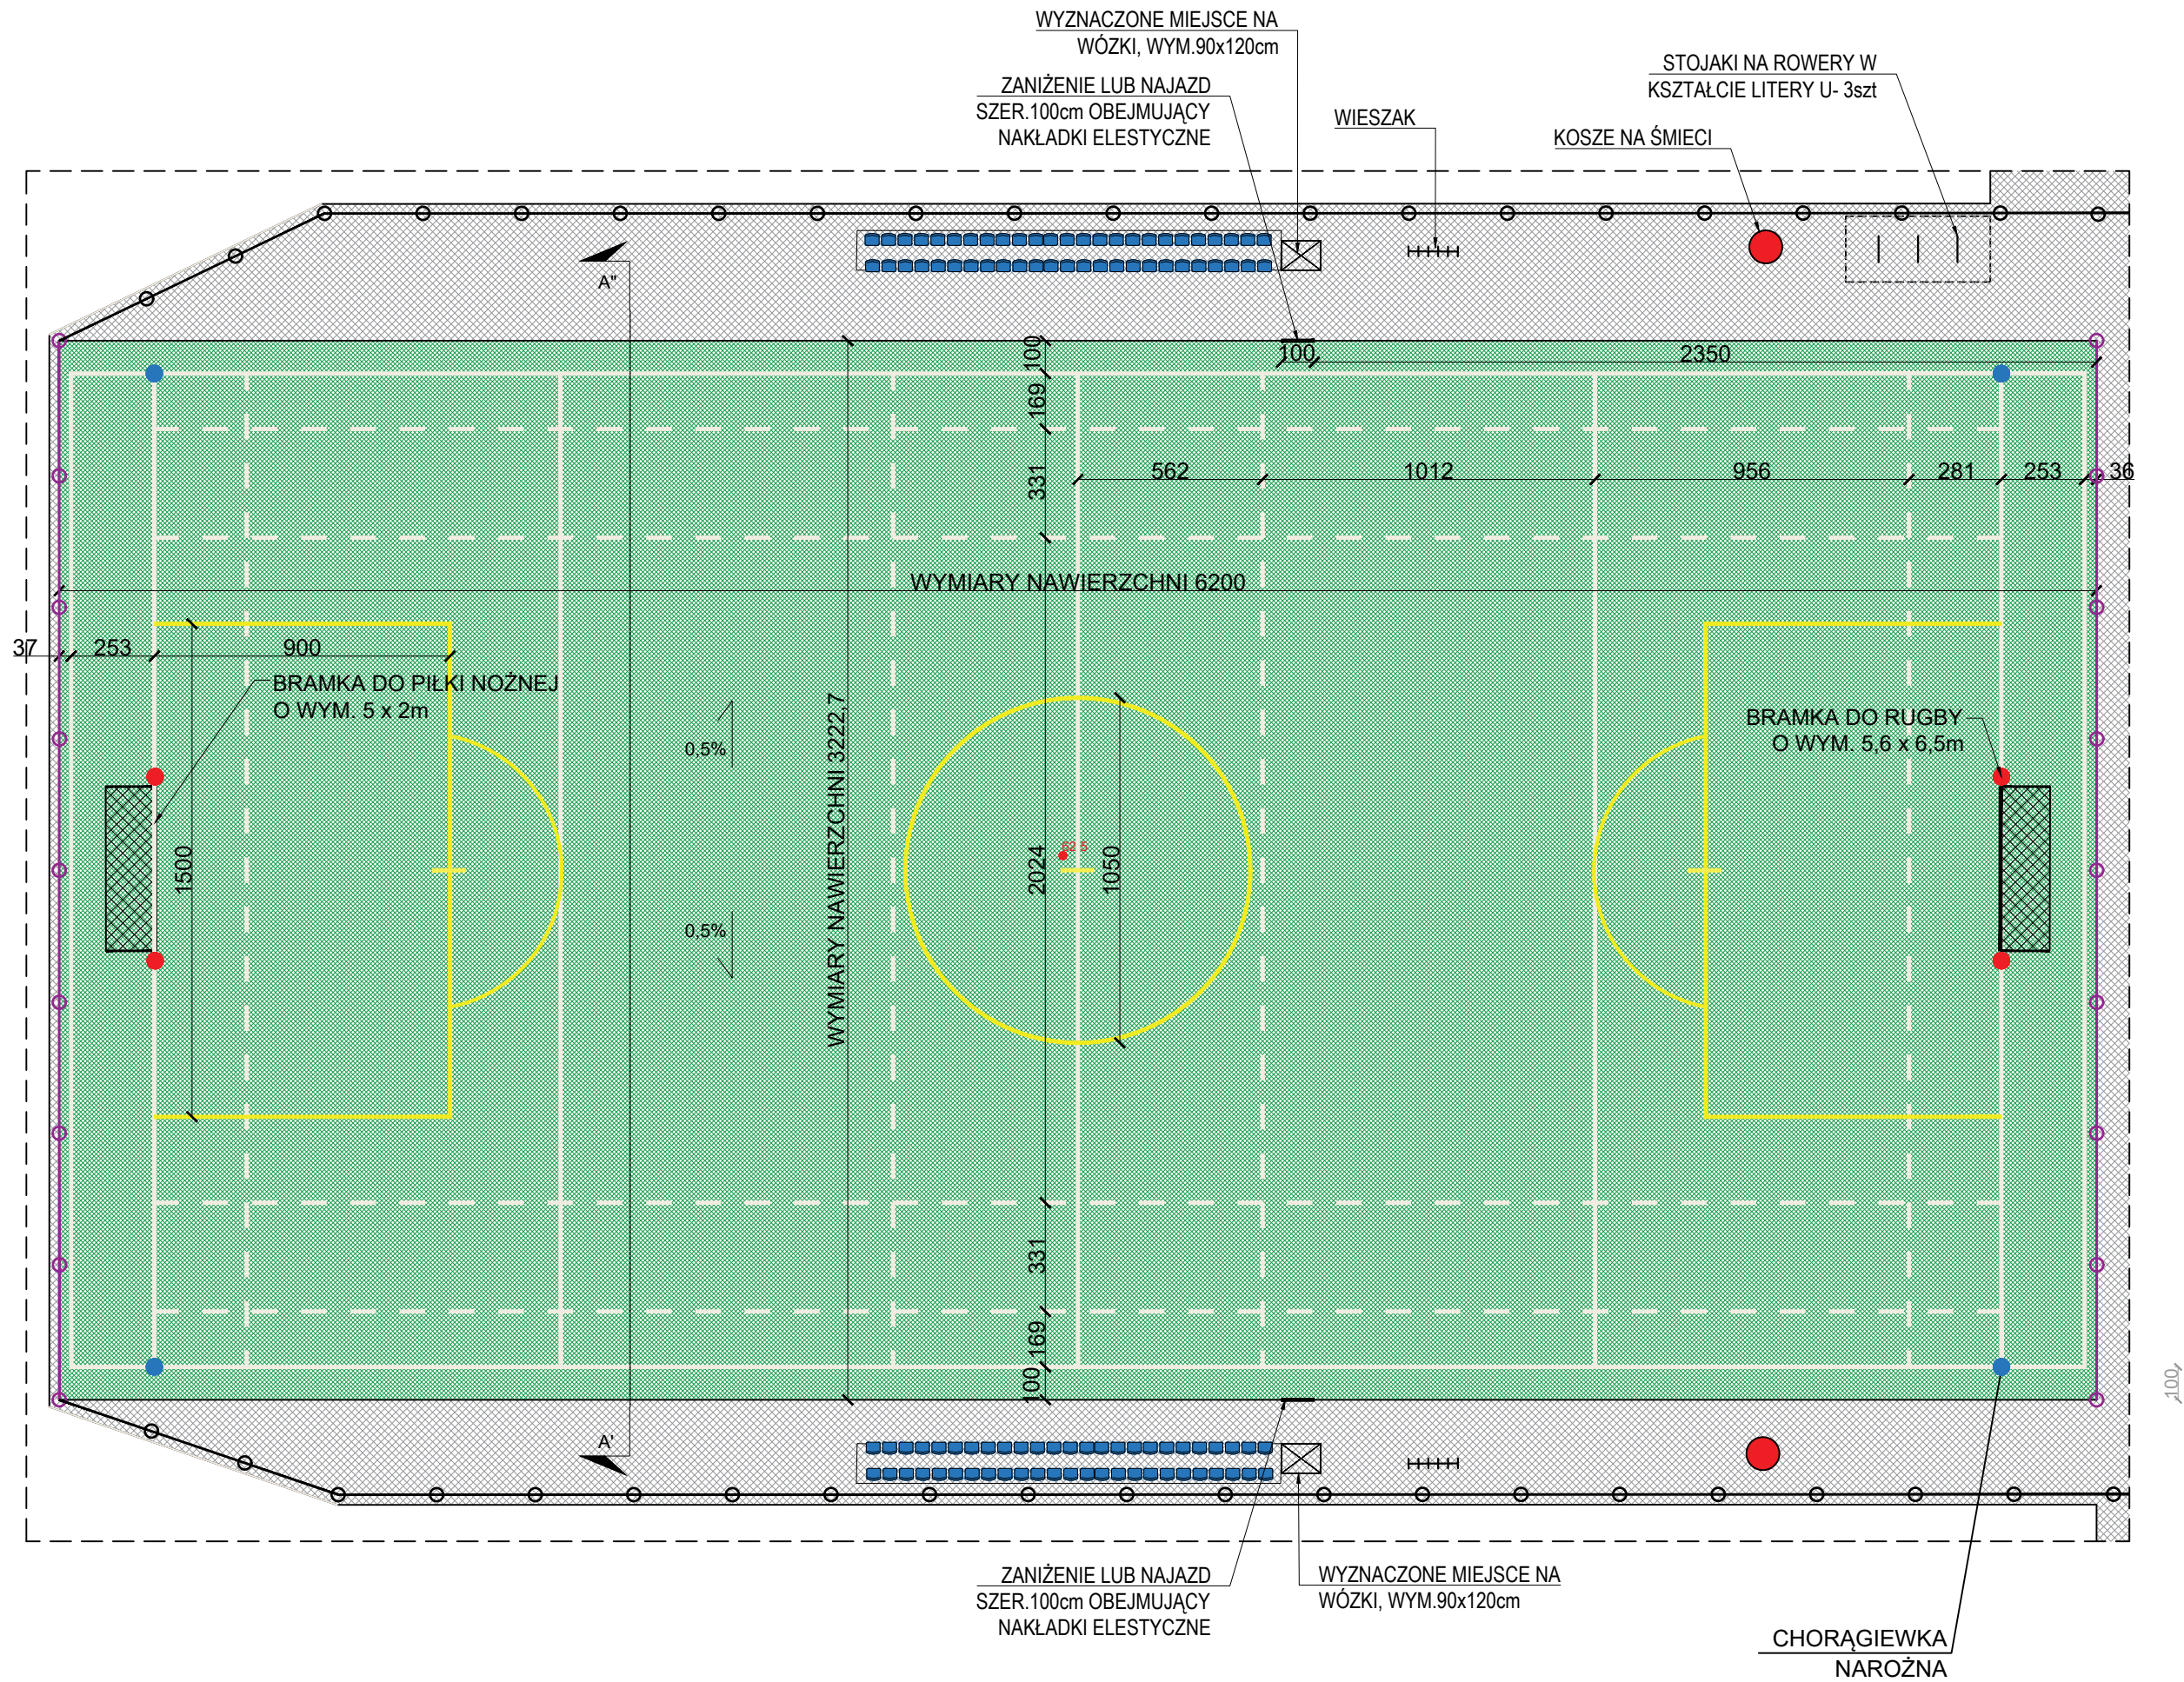 WYZNACZONE MIEJSCE NA
WÓZKI, WYM.90x120cm
ZANIŻENIE LUB NAJAZD
SZER.100cm OBEJMUJĄCY
NAKŁADKI ELESTYCZNE
WIESZAK
STOJAKI NA ROWERY W
KSZTAŁCIE LITERY U- 3szt
KOSZE NA ŚMIECI
A"
100
100
2350
169
331
562
1012
956
281
253
36
WYMIARY NAWIERZCHNI 6200
37
253
900
BRAMKA DO PIŁKI NOŻNEJ
O WYM. 5 x 2m
BRAMKA DO RUGBY
O WYM. 5,6 x 6,5m
0,5%
WYMIARY NAWIERZCHNI 3222,7
62,5
1500
2024
1050
0,5%
331
169
100
100
A'
ZANIŻENIE LUB NAJAZD
SZER.100cm OBEJMUJĄCY
NAKŁADKI ELESTYCZNE
WYZNACZONE MIEJSCE NA
WÓZKI, WYM.90x120cm
CHORĄGIEWKA
NAROŻNA